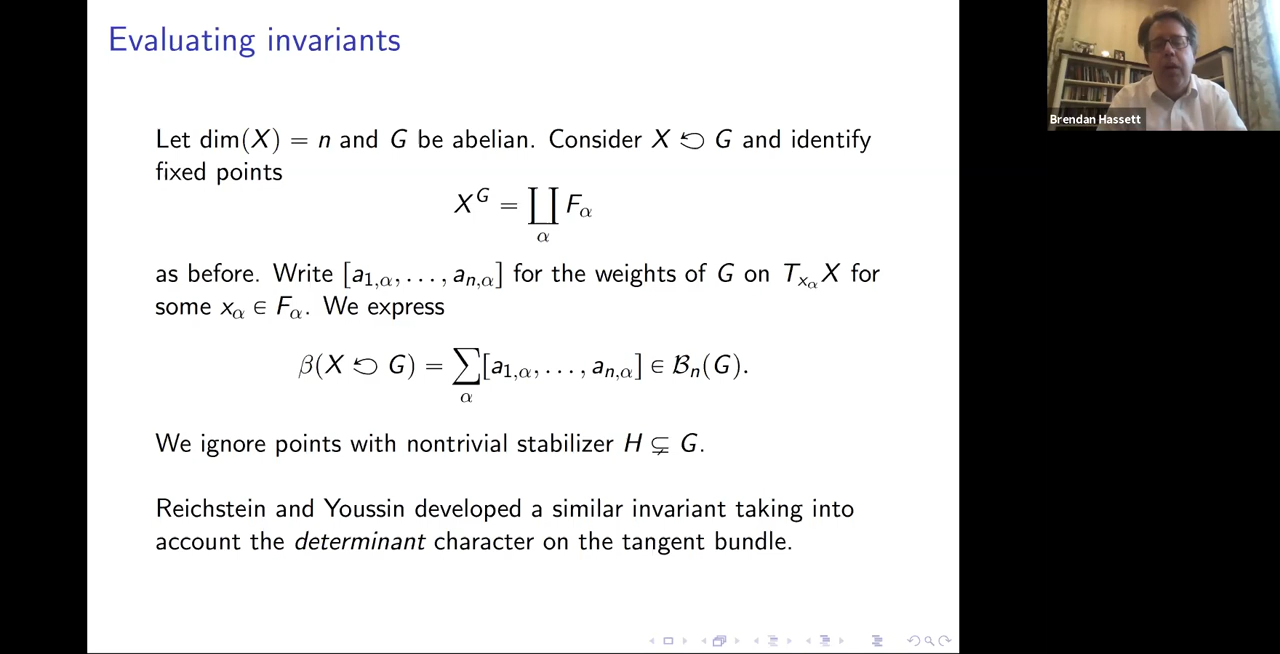 Evaluating invariants
Let dim(X) = n and G be abelian. Consider X ⟲ G and identify
fixed points
X^G = ∐_α F_α
as before. Write [a_{1,α}, . . . , a_{n,α}] for the weights of G on T_{x_α}X for
some x_α ∈ F_α. We express
β(X ⟲ G) = ∑_α [a_{1,α}, . . . , a_{n,α}] ∈ ℬ_n(G).
We ignore points with nontrivial stabilizer H ⊊ G.
Reichstein and Youssin developed a similar invariant taking into
account the determinant character on the tangent bundle.
Brendan Hassett